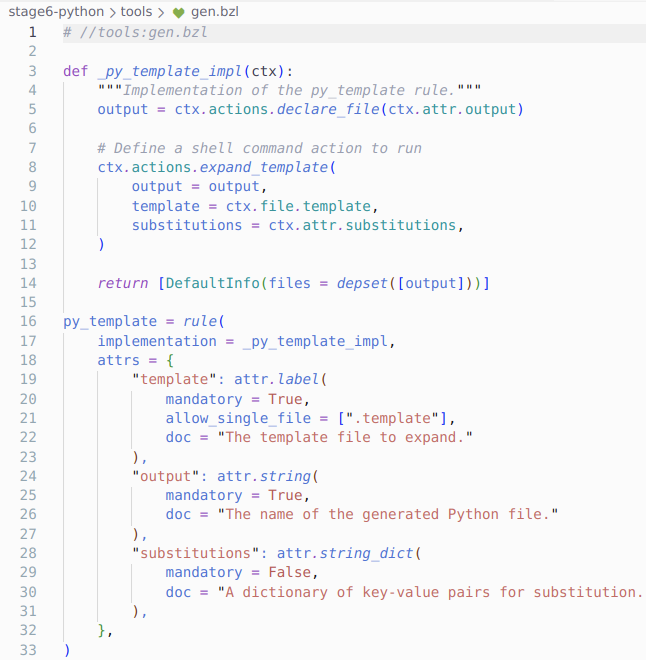 stage6-python > tools > gen.bzl
1 # //tools:gen.bzl
2
3 def _py_template_impl(ctx):
4     """Implementation of the py_template rule."""
5     output = ctx.actions.declare_file(ctx.attr.output)
6
7     # Define a shell command action to run
8     ctx.actions.expand_template(
9         output = output,
10         template = ctx.file.template,
11         substitutions = ctx.attr.substitutions,
12     )
13
14     return [DefaultInfo(files = depset([output]))]
15
16 py_template = rule(
17     implementation = _py_template_impl,
18     attrs = {
19         "template": attr.label(
20             mandatory = True,
21             allow_single_file = [".template"],
22             doc = "The template file to expand."
23         ),
24         "output": attr.string(
25             mandatory = True,
26             doc = "The name of the generated Python file."
27         ),
28         "substitutions": attr.string_dict(
29             mandatory = False,
30             doc = "A dictionary of key-value pairs for substitution.
31         ),
32     },
33 )